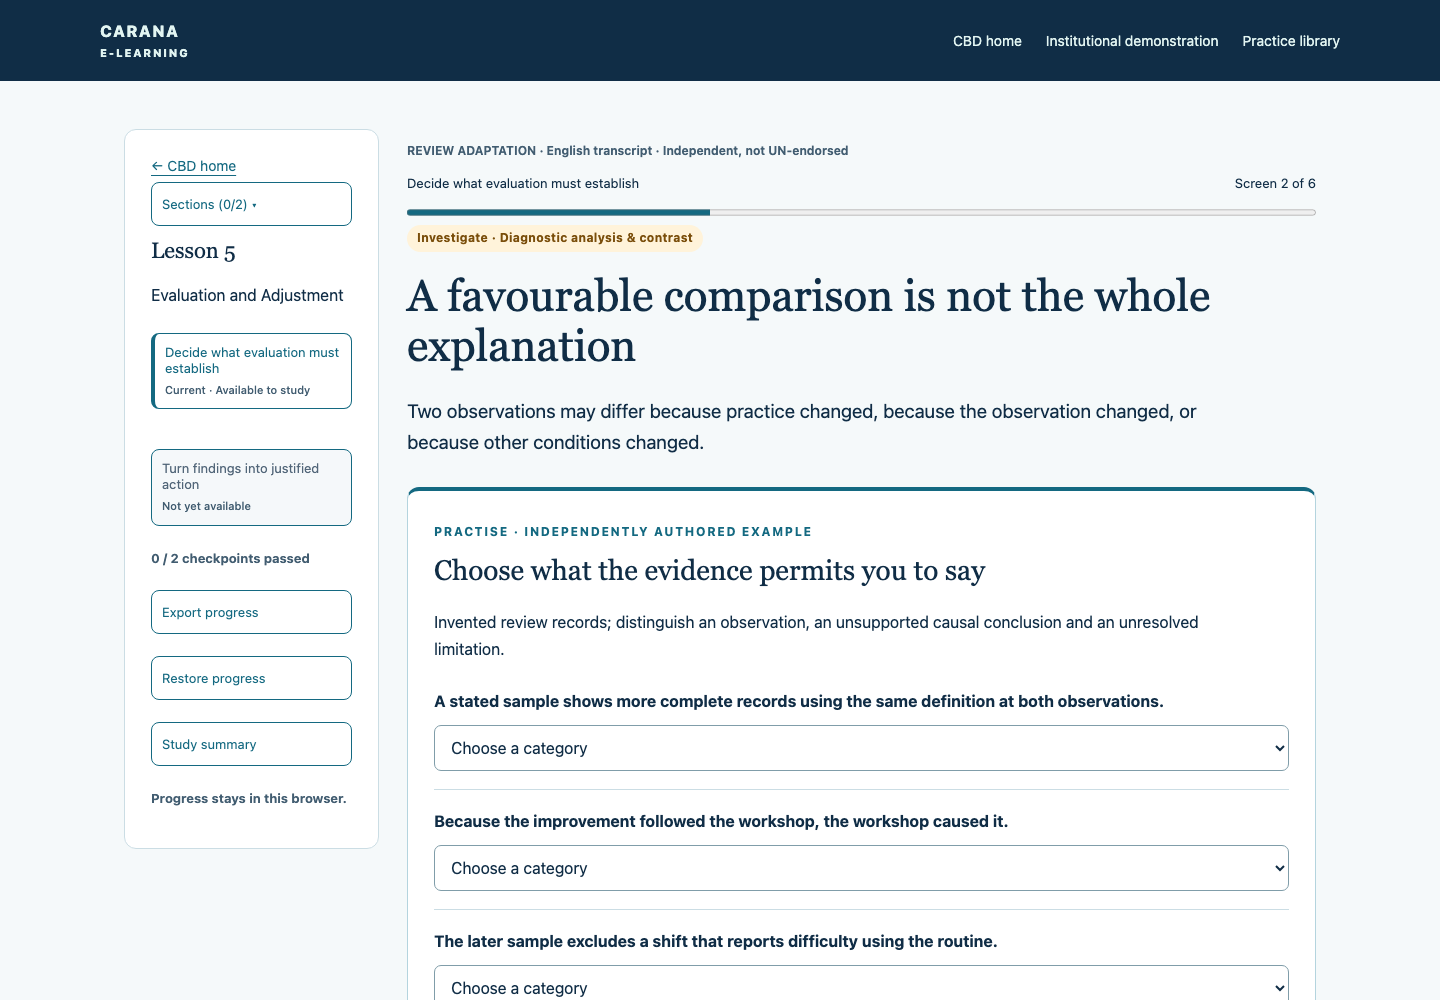 CARANA
E-LEARNING
CBD home
Institutional demonstration
Practice library
← CBD home
Sections (0/2) ▾
Lesson 5
Evaluation and Adjustment
Decide what evaluation must
establish
Current · Available to study
Turn findings into justified
action
Not yet available
0 / 2 checkpoints passed
Export progress
Restore progress
Study summary
Progress stays in this browser.
REVIEW ADAPTATION · English transcript · Independent, not UN-endorsed
Decide what evaluation must establish
Screen 2 of 6
Investigate · Diagnostic analysis & contrast
A favourable comparison is not the whole
explanation
Two observations may differ because practice changed, because the observation changed, or
because other conditions changed.
PRACTISE · INDEPENDENTLY AUTHORED EXAMPLE
Choose what the evidence permits you to say
Invented review records; distinguish an observation, an unsupported causal conclusion and an unresolved
limitation.
A stated sample shows more complete records using the same definition at both observations.
Choose a category
Because the improvement followed the workshop, the workshop caused it.
Choose a category
The later sample excludes a shift that reports difficulty using the routine.
Choose a category